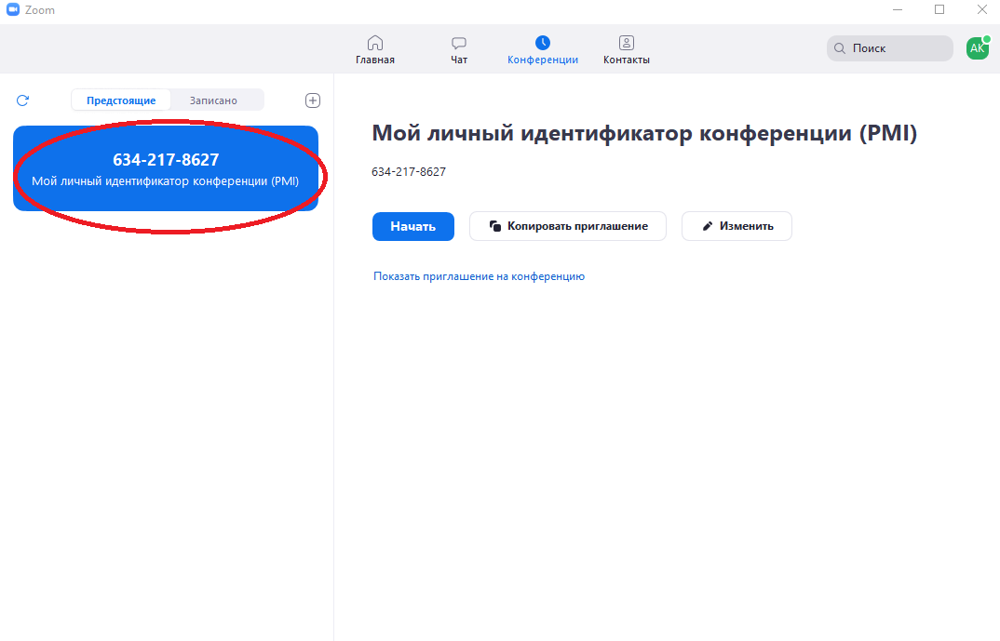 Zoom
Главная
Чат
Конференции
Контакты
Поиск
AK
Предстоящие
Записано
634-217-8627
Мой личный идентификатор конференции (PMI)
Мой личный идентификатор конференции (PMI)
634-217-8627
Начать
Копировать приглашение
Изменить
Показать приглашение на конференцию